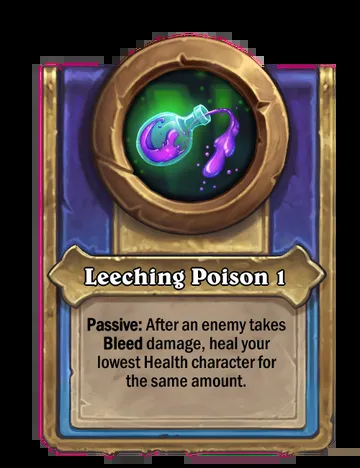 Leeching Poison 1
Passive: After an enemy takes
Bleed damage, heal your
lowest Health character for
the same amount.